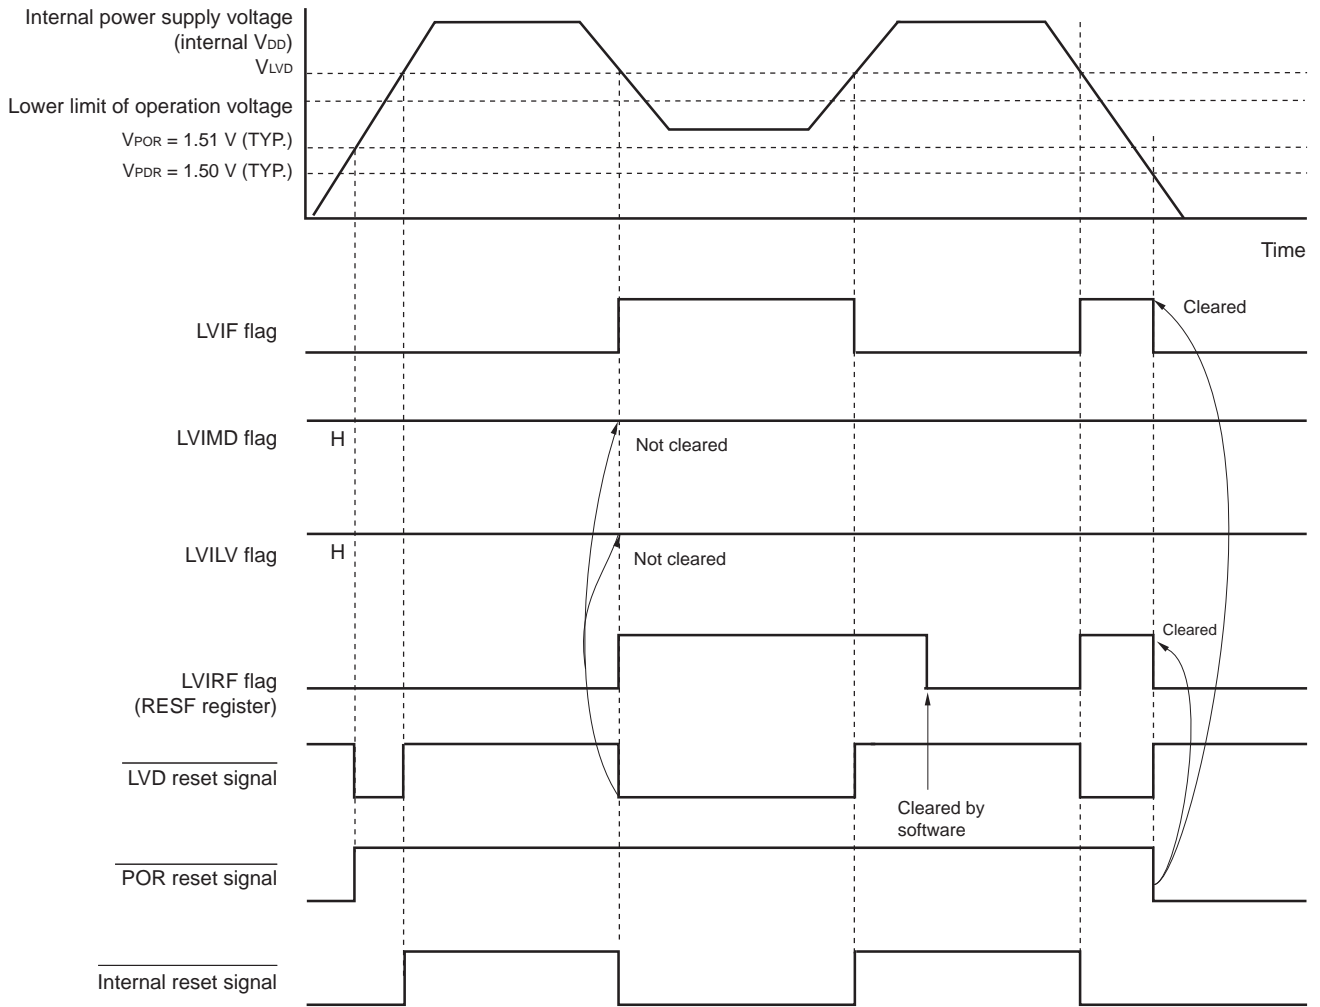 Internal power supply voltage
(internal VDD)
VLVD
Lower limit of operation voltage
VPOR = 1.51 V (TYP.)
VPDR = 1.50 V (TYP.)
Time
Cleared
LVIF flag
LVIMD flag
H
Not cleared
LVILV flag
H
Not cleared
Cleared
LVIRF flag
(RESF register)
LVD reset signal
Cleared by
software
POR reset signal
Internal reset signal